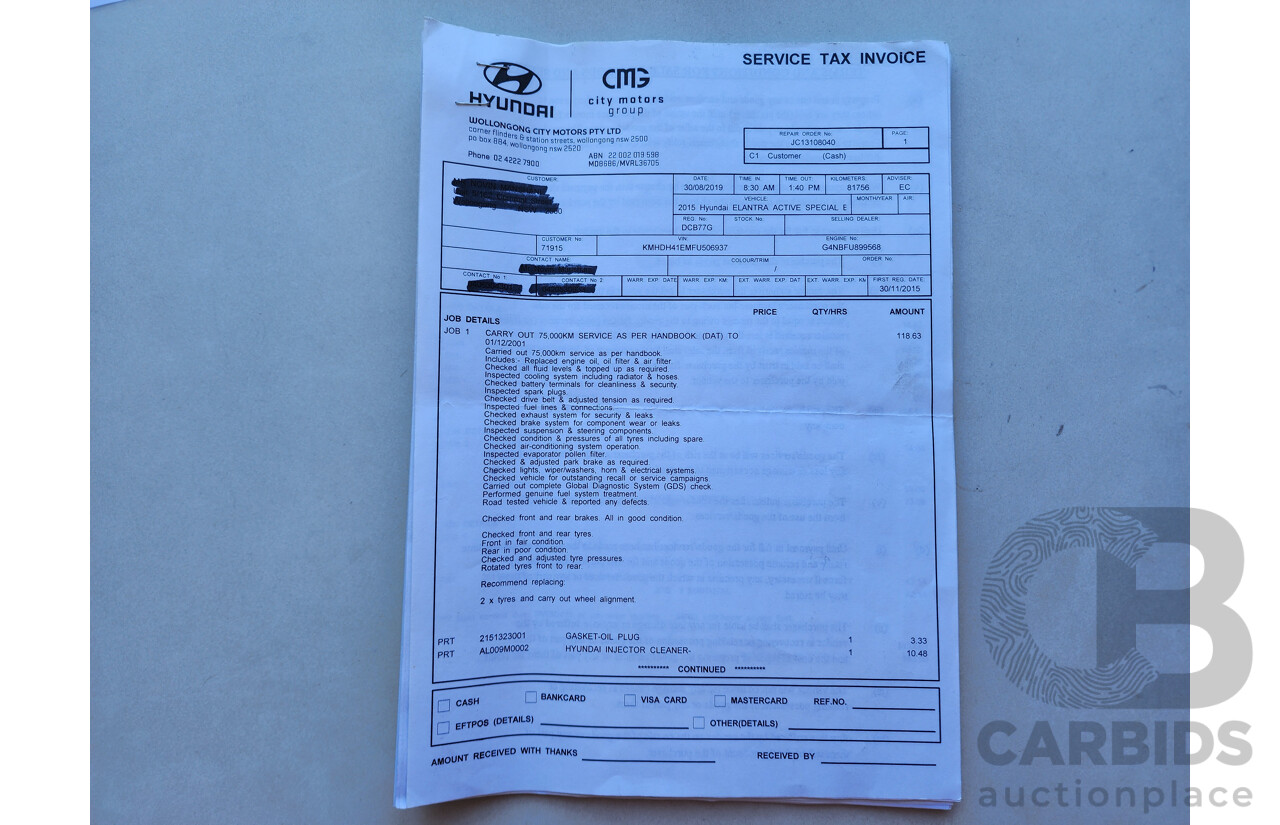 SERVICE TAX INVOICE
HYUNDAI
CMG
city motors
group
WOLLONGONG CITY MOTORS PTY LTD
corner flinders & station streets, wollongong nsw 2500
po box 884, wollongong nsw 2520
Phone 02 4222 7900
ABN 22 002 019 598
MD8686/MVRL36705
REPAIR ORDER No. PAGE:
JC13108040 1
C1 Customer (Cash)
CUSTOMER:
DATE: TIME IN: TIME OUT: KILOMETERS: ADVISER:
30/08/2019 8.30 AM 1:40 PM 81756 EC
VEHICLE: MONTH/YEAR AIR:
2015 Hyundai ELANTRA ACTIVE SPECIAL E
REG. No: STOCK No: SELLING DEALER:
DCB77G
CUSTOMER No: VIN: ENGINE No:
71915 KMHDH41EMFU506937 G4NBFU899568
CONTACT NAME: COLOUR/TRIM ORDER No:
/
CONTACT No 1: CONTACT No 2: WARR. EXP. DATE WARR. EXP. KM: EXT WARR. EXP. DAT EXT. WARR. EXP. KN FIRST REG. DATE
30/11/2015
JOB DETAILS PRICE QTY/HRS AMOUNT
JOB 1 CARRY OUT 75,000KM SERVICE AS PER HANDBOOK. (DAT) TO 118.63
01/12/2001
Carried out 75,000km service as per handbook.
Includes:- Replaced engine oil, oil filter & air filter.
Checked all fluid levels & topped up as required.
Inspected cooling system including radiator & hoses.
Checked battery terminals for cleanliness & security.
Inspected spark plugs.
Checked drive belt & adjusted tension as required
Inspected fuel lines & connections.
Checked exhaust system for security & leaks.
Checked brake system for component wear or leaks.
Inspected suspension & steering components.
Checked condition & pressures of all tyres including spare.
Checked air-conditioning system operation.
Inspected evaporator pollen filter.
Checked & adjusted park brake as required.
Checked lights, wiper/washers, horn & electrical systems.
Checked vehicle for outstanding recall or service campaigns.
Carried out complete Global Diagnostic System (GDS) check.
Performed genuine fuel system treatment.
Road tested vehicle & reported any defects.
Checked front and rear brakes. All in good condition.
Checked front and rear tyres.
Front in fair condition.
Rear in poor condition.
Checked and adjusted tyre pressures.
Rotated tyres front to rear.
Recommend replacing:
2 x tyres and carry out wheel alignment.
PRT 2151323001 GASKET-OIL PLUG 1 3.33
PRT AL009M0002 HYUNDAI INJECTOR CLEANER- 1 10.48
********** CONTINUED **********
CASH BANKCARD VISA CARD MASTERCARD REF.NO.
EFTPOS (DETAILS) OTHER(DETAILS)
AMOUNT RECEIVED WITH THANKS RECEIVED BY
CARBIDS
auctionplace